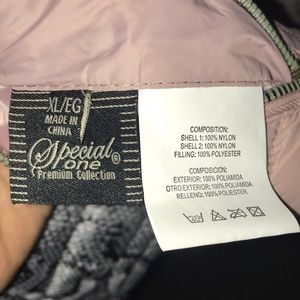 XL/EG
MADE IN
CHINA
Special
one®
Premium Collection
COMPOSITION:
SHELL 1: 100% NYLON
SHELL 2: 100% NYLON
FILLING: 100% POLYESTER
COMPOSICION:
EXTERIOR: 100% POLIAMIDA
OTRO EXTERIOR: 100% POLIAMIDA
RELLENO: 100% POLIESTER